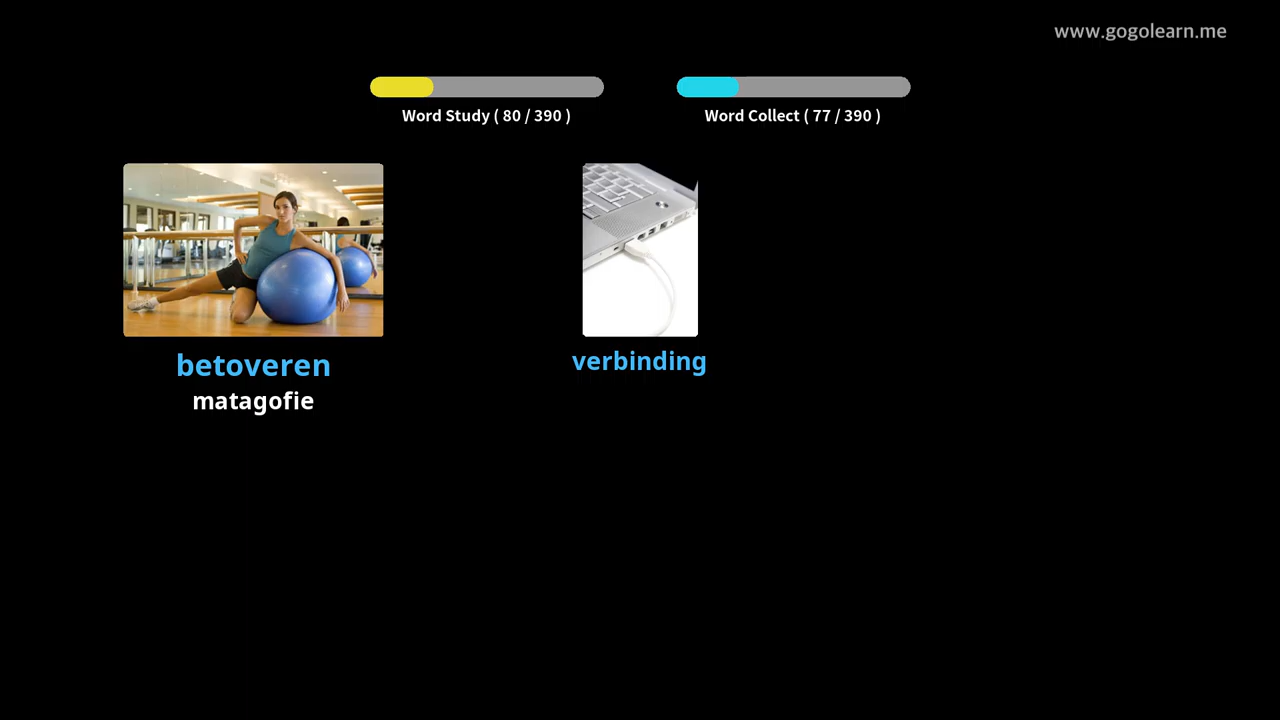 www.gogolearn.me
Word Study ( 80 / 390 )
Word Collect ( 77 / 390 )
betoveren
matagofie
verbinding